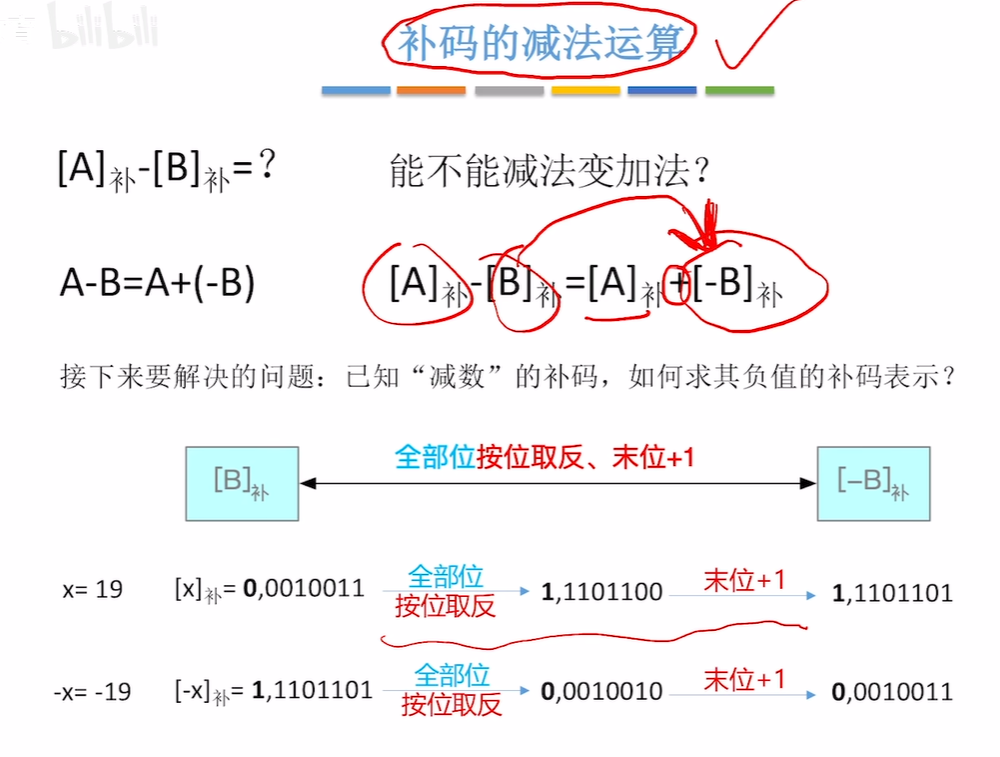 bilibili
补码的减法运算
[A]补-[B]补=? 能不能减法变加法？
A-B=A+(-B) [A]补-[B]补=[A]补+[-B]补
接下来要解决的问题：已知“减数”的补码，如何求其负值的补码表示？
全部位按位取反、末位+1
[B]补 [−B]补
x= 19 [x]补= 0,0010011 全部位 按位取反 1,1101100 末位+1 1,1101101
-x= -19 [-x]补= 1,1101101 全部位 按位取反 0,0010010 末位+1 0,0010011